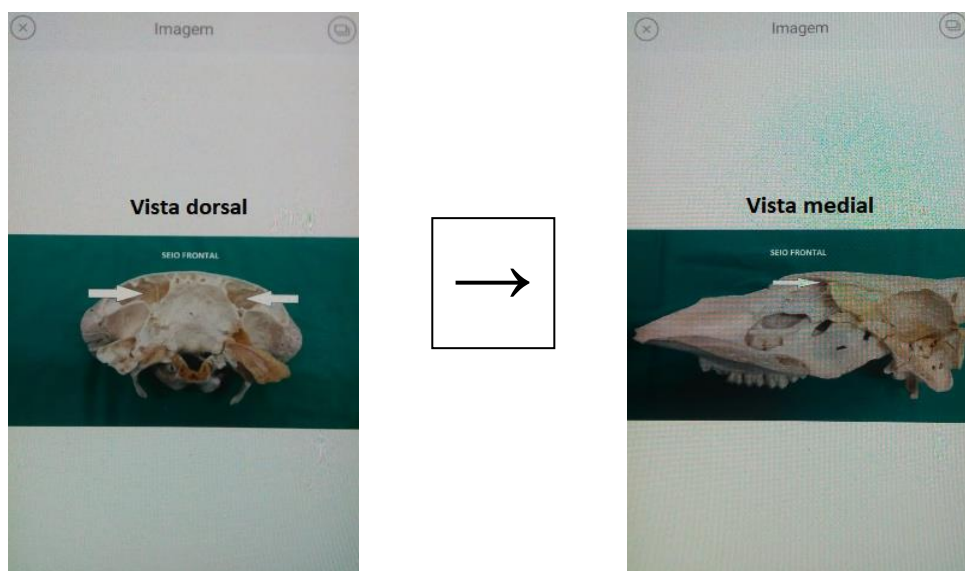 Imagem
Vista dorsal
SEIO FRONTAL
Imagem
Vista medial
SEIO FRONTAL